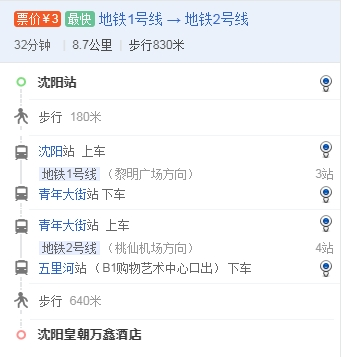 票价¥3 最快 地铁1号线 → 地铁2号线
32分钟 | 8.7公里 | 步行830米
沈阳站
步行 180米
沈阳站 上车
地铁1号线 (黎明广场方向) 3站
青年大街站 下车
青年大街站 上车
地铁2号线 (桃仙机场方向) 4站
五里河站 (B1购物艺术中心口出) 下车
步行 640米
沈阳皇朝万鑫酒店